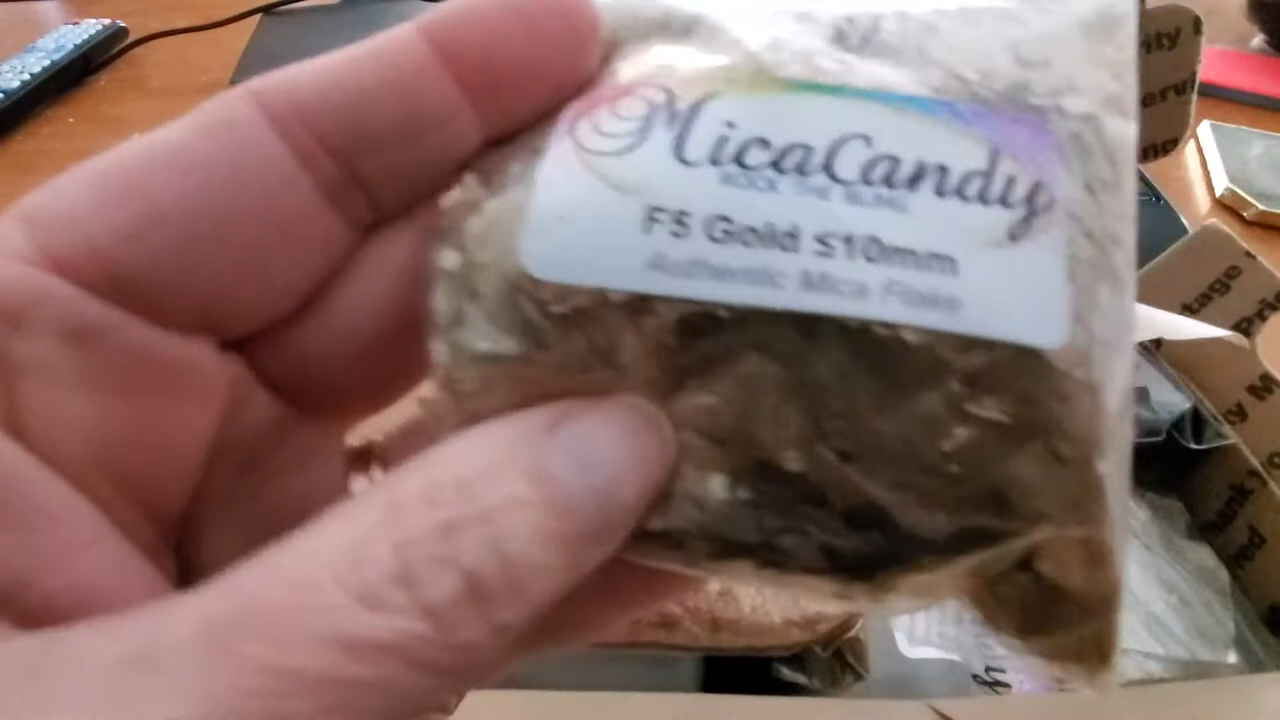 MicaCandy
ROCK THE BLING
F5 Gold ≤10mm
Authentic Mica Flake